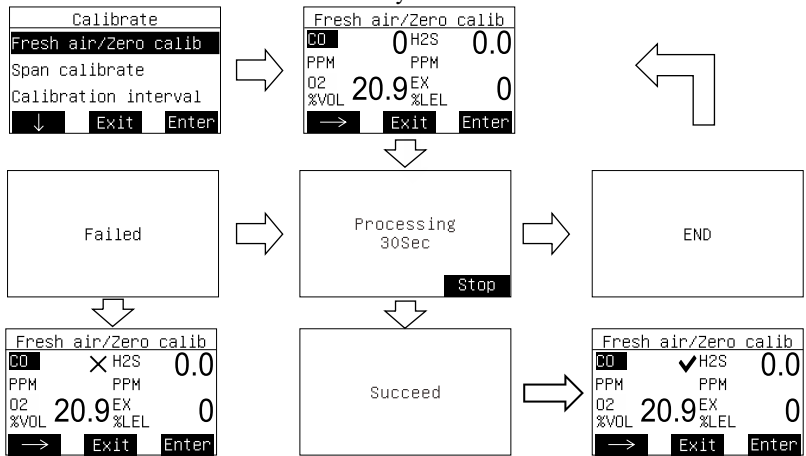 Calibrate
Fresh air/Zero calib
Span calibrate
Calibration interval
↓ Exit Enter
Fresh air/Zero calib
CO 0 H2S 0.0
PPM PPM
O2 20.9 EX 0
%VOL %LEL
→ Exit Enter
Failed
Processing
30Sec
Stop
END
Fresh air/Zero calib
CO ✕ H2S 0.0
PPM PPM
O2 20.9 EX 0
%VOL %LEL
→ Exit Enter
Succeed
Fresh air/Zero calib
CO ✔ H2S 0.0
PPM PPM
O2 20.9 EX 0
%VOL %LEL
→ Exit Enter